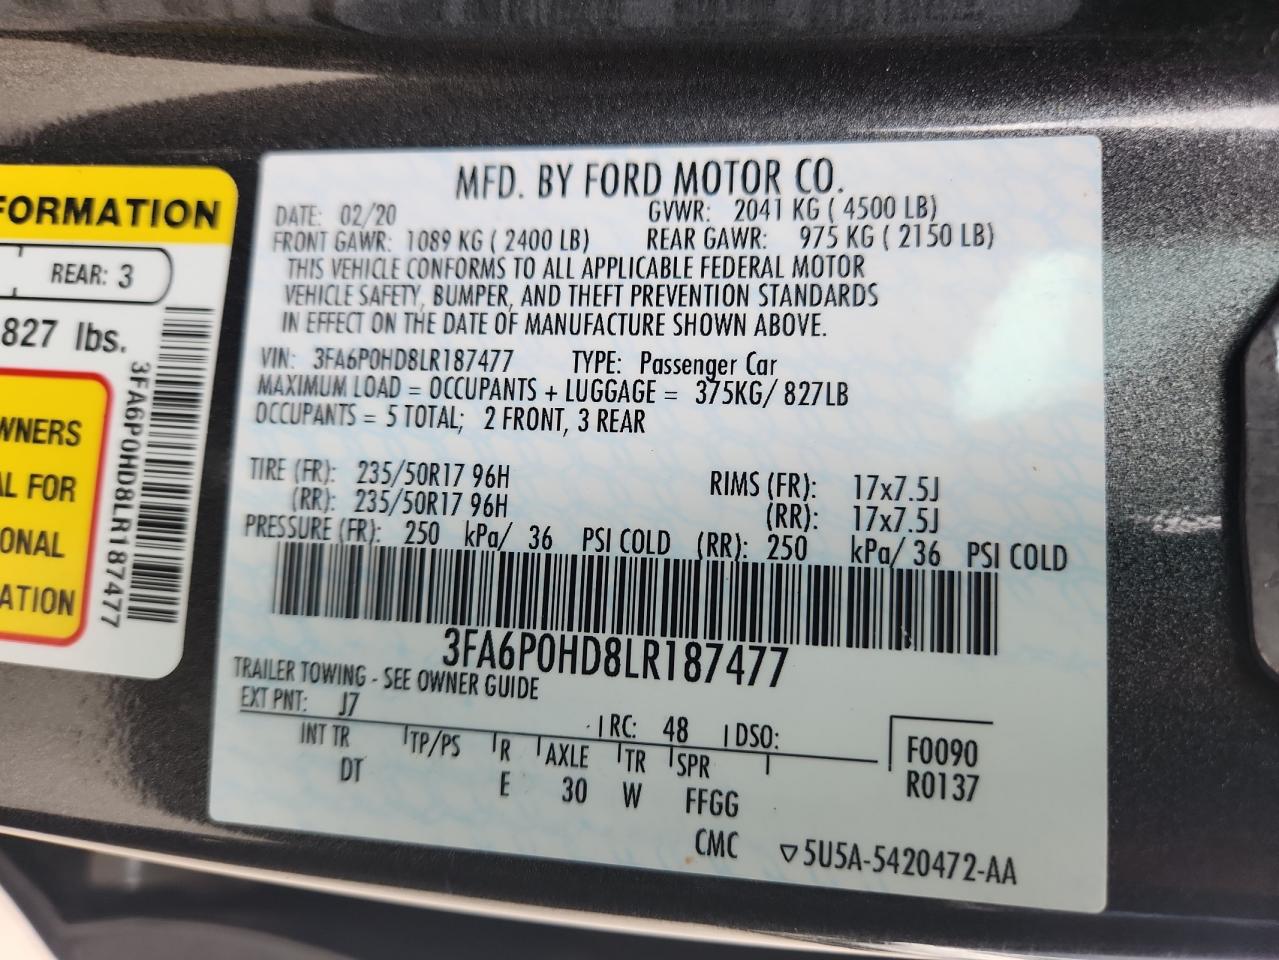 FORMATION
REAR: 3
827 lbs.
WNERS
AL FOR
ONAL
ATION
3FA6P0HD8LR187477
MFD. BY FORD MOTOR CO.
DATE: 02/20 GVWR: 2041 KG ( 4500 LB)
FRONT GAWR: 1089 KG ( 2400 LB) REAR GAWR: 975 KG ( 2150 LB)
THIS VEHICLE CONFORMS TO ALL APPLICABLE FEDERAL MOTOR
VEHICLE SAFETY, BUMPER, AND THEFT PREVENTION STANDARDS
IN EFFECT ON THE DATE OF MANUFACTURE SHOWN ABOVE.
VIN: 3FA6P0HD8LR187477 TYPE: Passenger Car
MAXIMUM LOAD = OCCUPANTS + LUGGAGE = 375KG/ 827LB
OCCUPANTS = 5 TOTAL; 2 FRONT, 3 REAR
TIRE (FR): 235/50R17 96H RIMS (FR): 17x7.5J
(RR): 235/50R17 96H (RR): 17x7.5J
PRESSURE (FR): 250 kPa/ 36 PSI COLD (RR): 250 kPa/ 36 PSI COLD
3FA6P0HD8LR187477
TRAILER TOWING - SEE OWNER GUIDE
EXT PNT: J7 RC: 48 DSO:
INT TR TP/PS R AXLE TR SPR F0090
DT E 30 W FFGG R0137
CMC ▽5U5A-5420472-AA